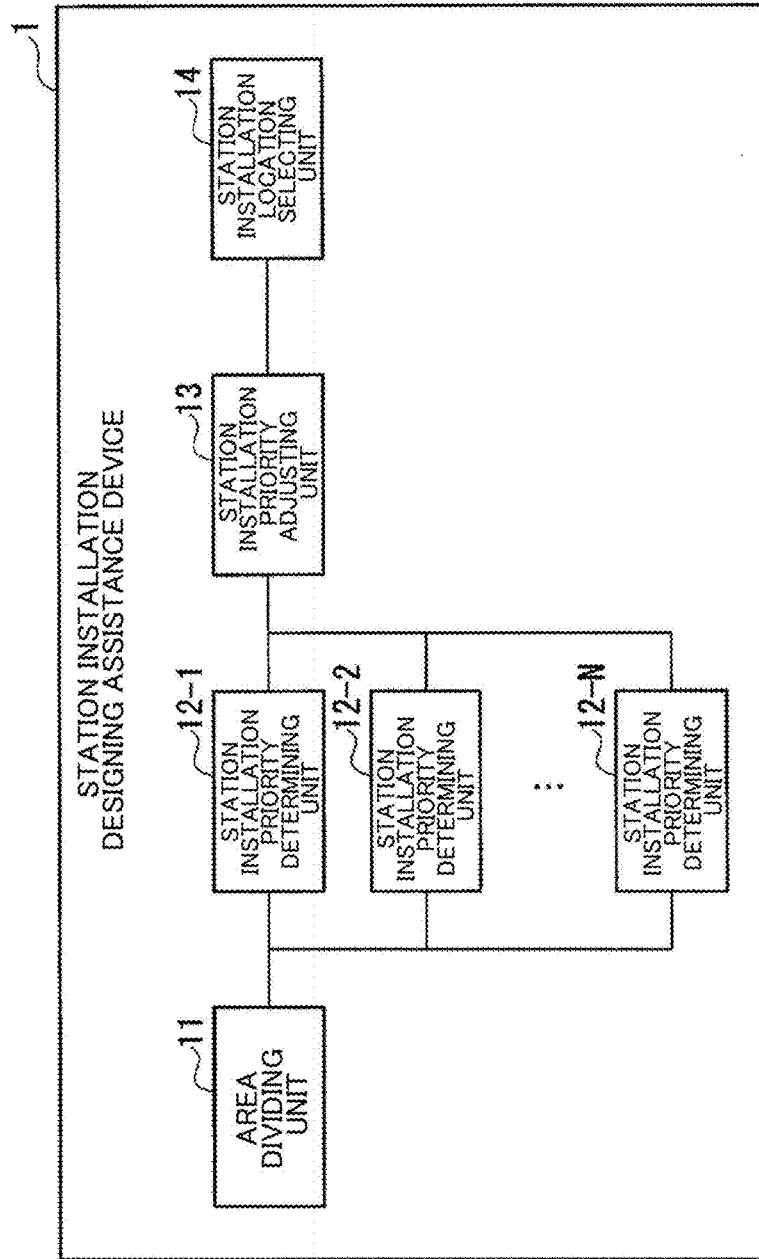 1
STATION INSTALLATION
DESIGNING ASSISTANCE DEVICE
11
AREA
DIVIDING
UNIT
12-1
STATION
INSTALLATION
PRIORITY
DETERMINING
UNIT
12-2
STATION
INSTALLATION
PRIORITY
DETERMINING
UNIT
...
12-N
STATION
INSTALLATION
PRIORITY
DETERMINING
UNIT
13
STATION
INSTALLATION
PRIORITY
ADJUSTING
UNIT
14
STATION
INSTALLATION
LOCATION
SELECTING
UNIT